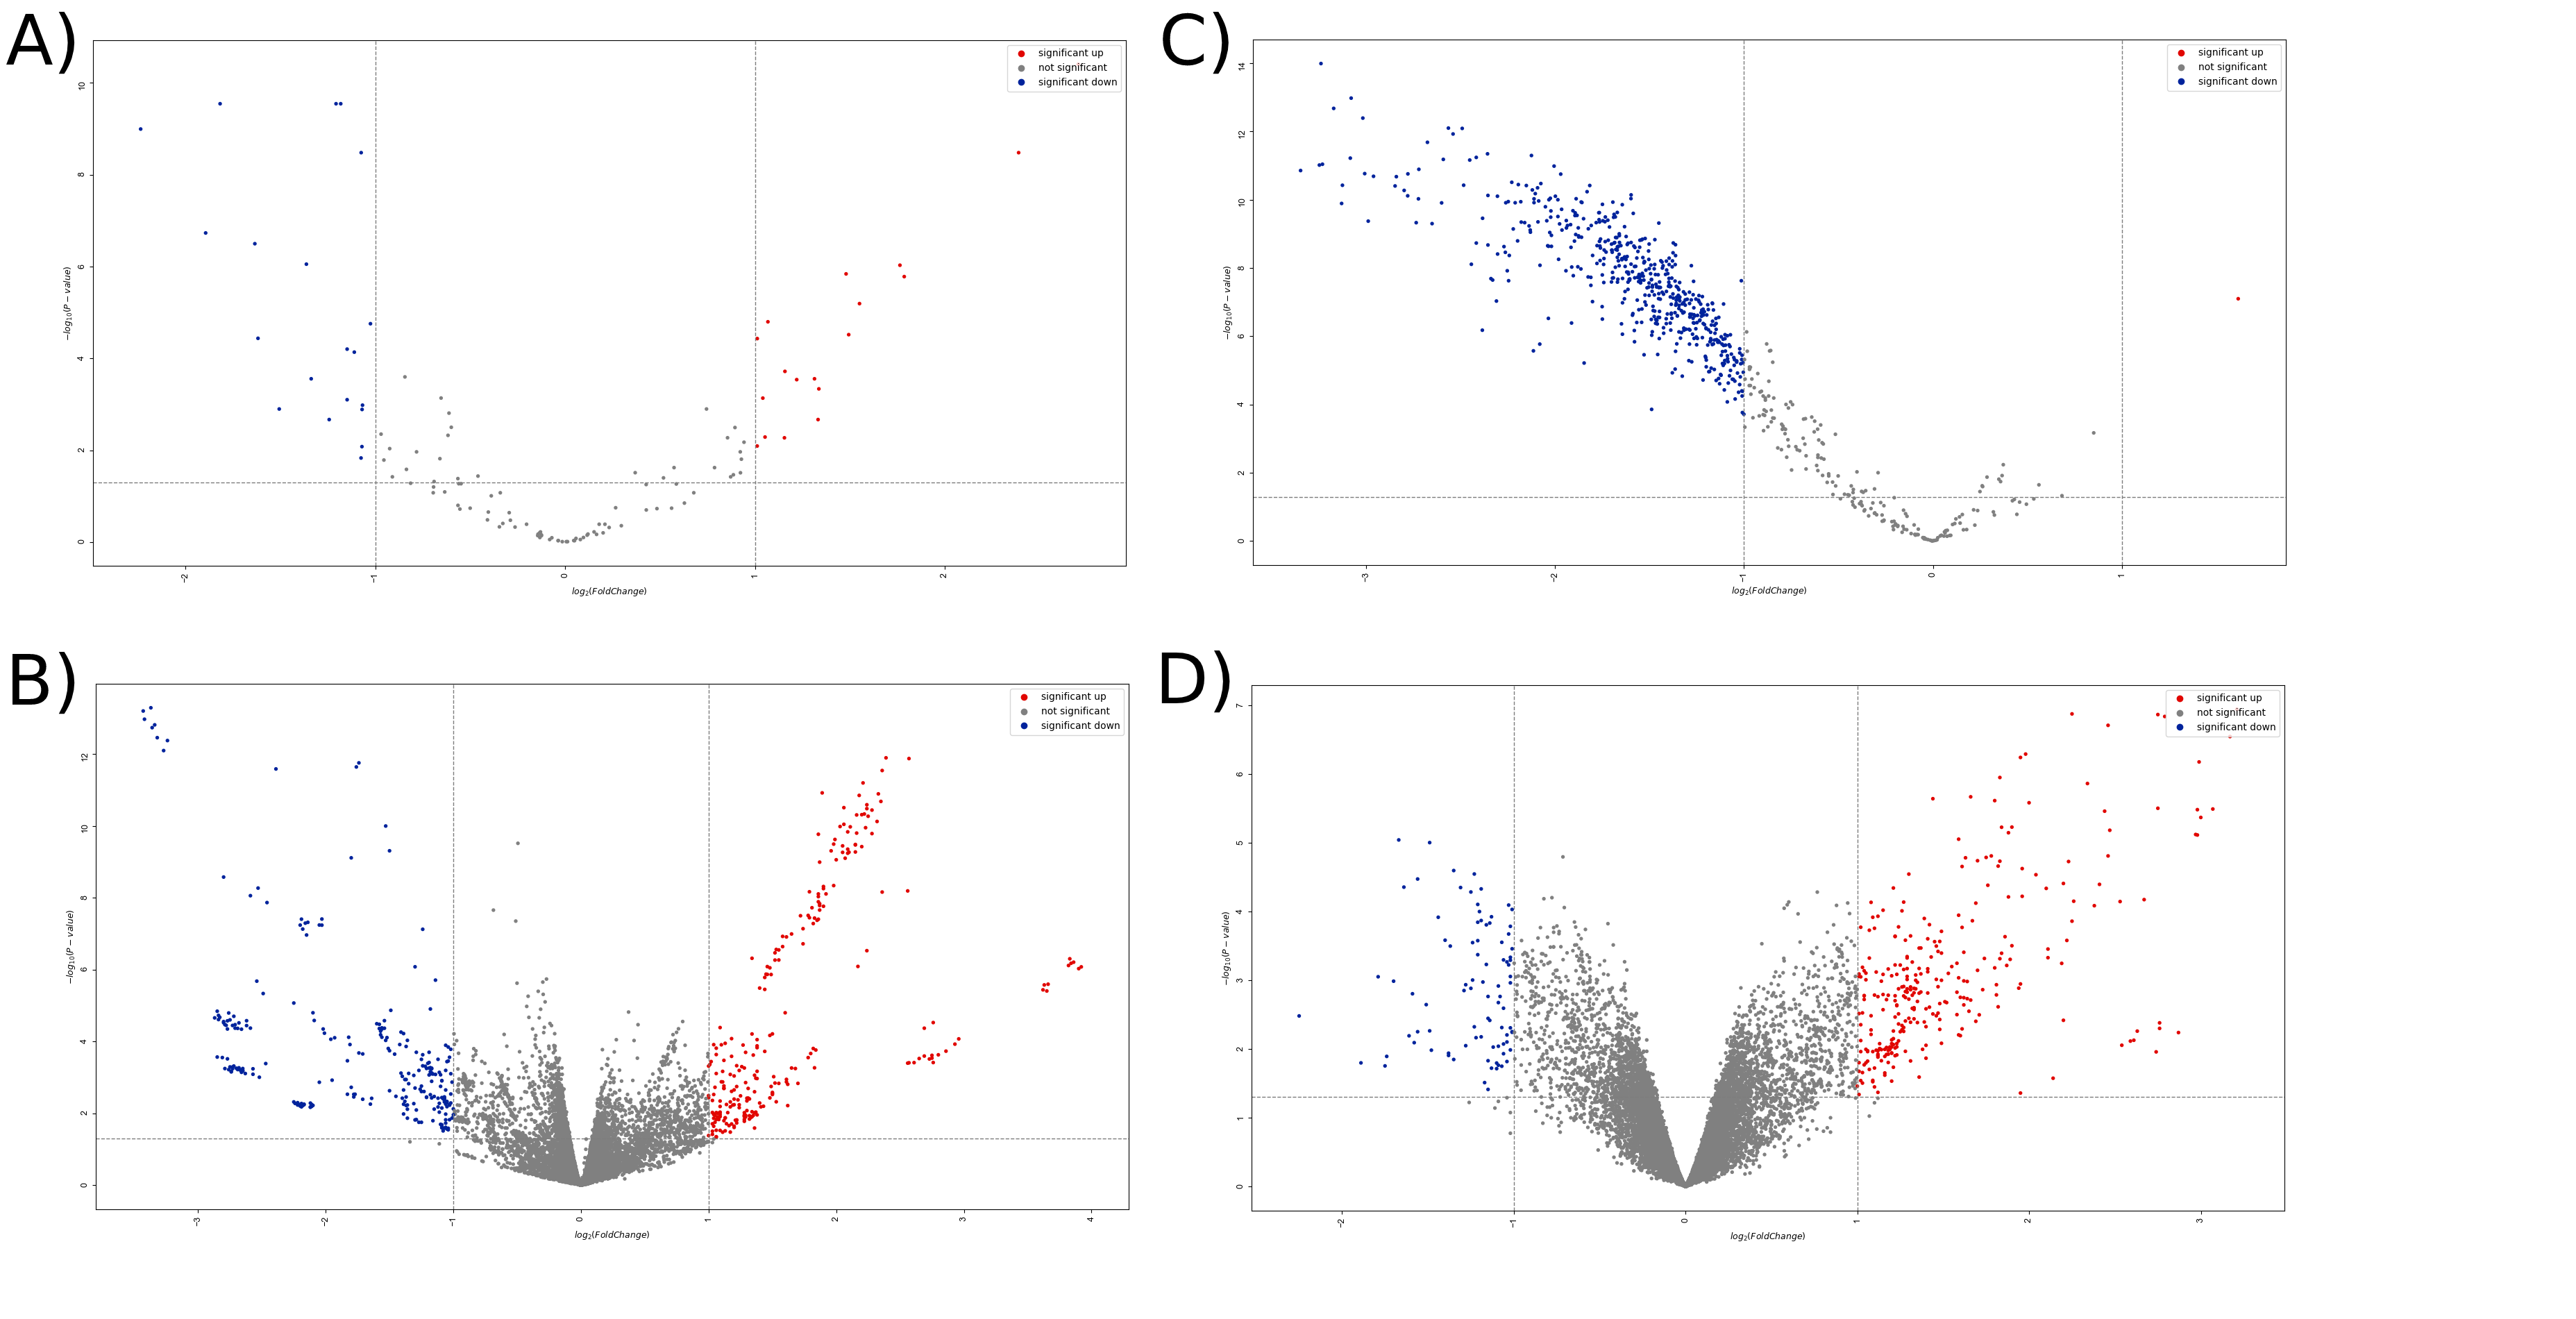 A)
significant up
not significant
significant down
10
8
6
4
2
0
−log10(P − value)
−2
−1
0
1
2
log2(FoldChange)
C)
significant up
not significant
significant down
14
12
10
8
6
4
2
0
−log10(P − value)
−3
−2
−1
0
1
log2(FoldChange)
B)
significant up
not significant
significant down
12
10
8
6
4
2
0
−log10(P − value)
−3
−2
−1
0
1
2
3
4
log2(FoldChange)
D)
significant up
not significant
significant down
7
6
5
4
3
2
1
0
−log10(P − value)
−2
−1
0
1
2
3
log2(FoldChange)